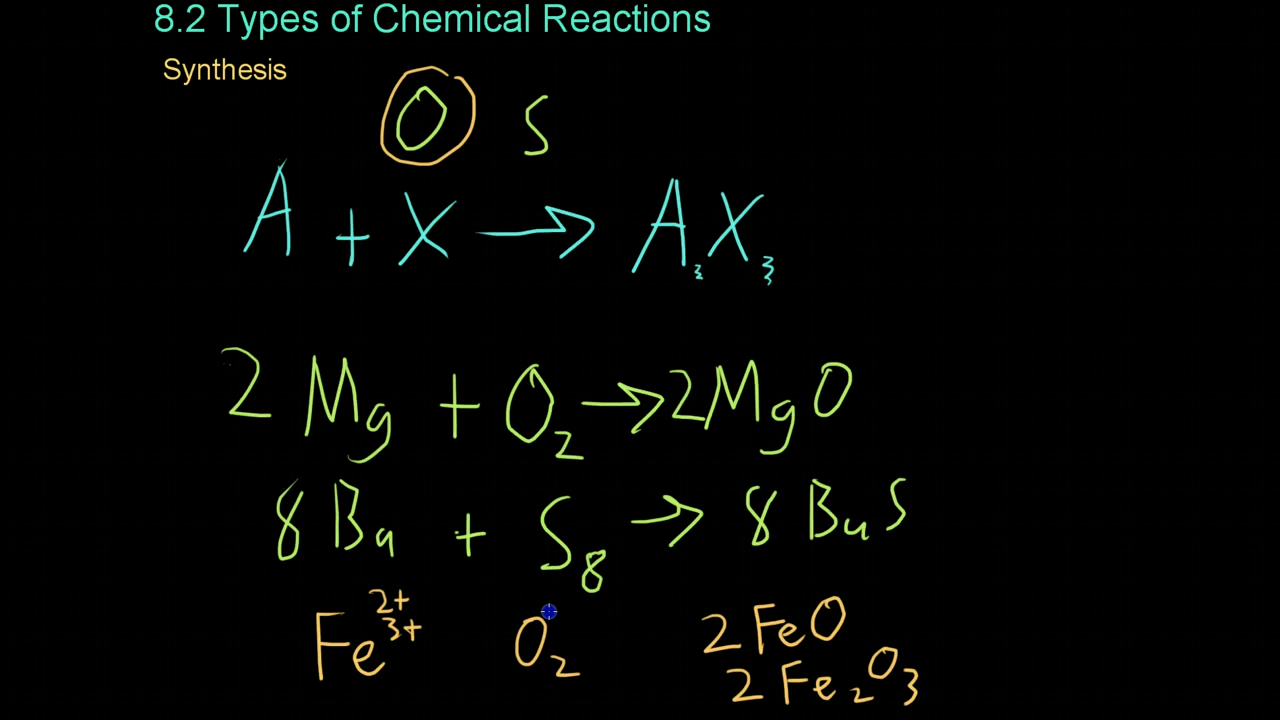 8.2 Types of Chemical Reactions
Synthesis
O S
A + X → A₂X₃
2 Mg + O₂ → 2MgO
8 Ba + S₈ → 8 BaS
Fe²⁺ ³⁺ O₂ 2FeO
2Fe₂O₃